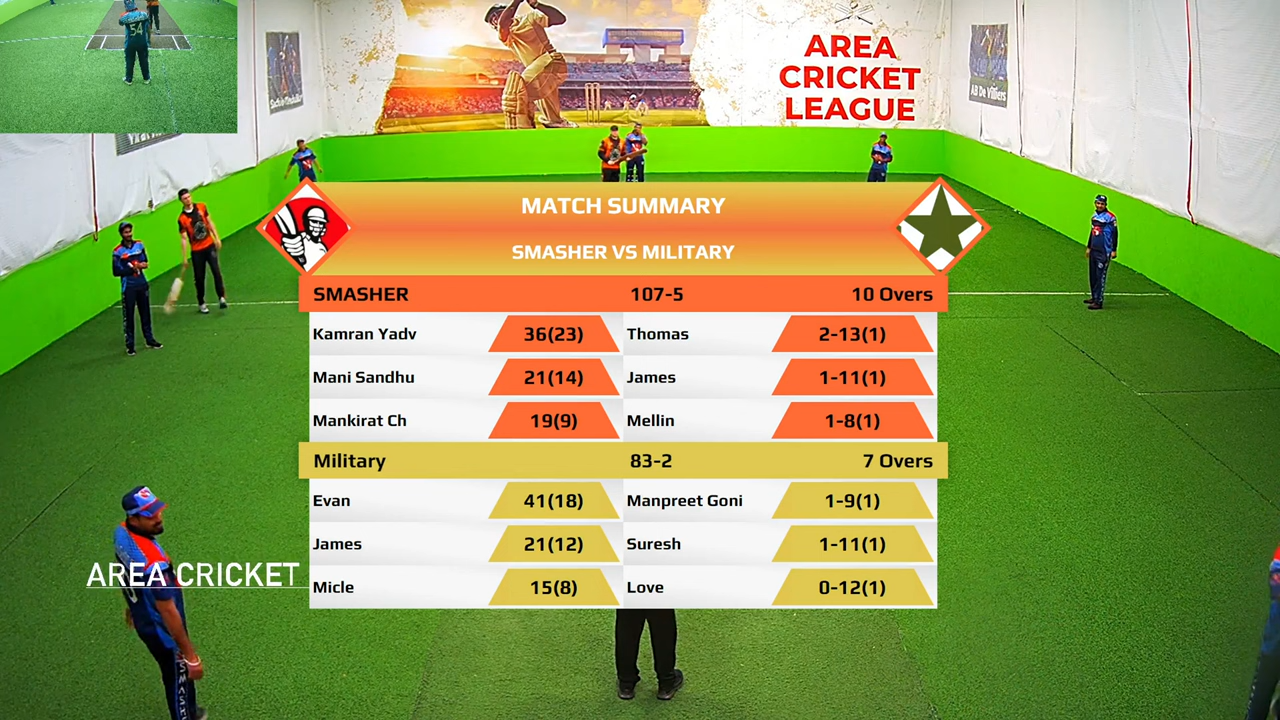 54
AREA
CRICKET
LEAGUE
AB De Villiers
MATCH SUMMARY
SMASHER VS MILITARY
SMASHER 107-5 10 Overs
Kamran Yadv 36(23) Thomas 2-13(1)
Mani Sandhu 21(14) James 1-11(1)
Mankirat Ch 19(9) Mellin 1-8(1)
Military 83-2 7 Overs
Evan 41(18) Manpreet Goni 1-9(1)
James 21(12) Suresh 1-11(1)
Micle 15(8) Love 0-12(1)
AREA CRICKET